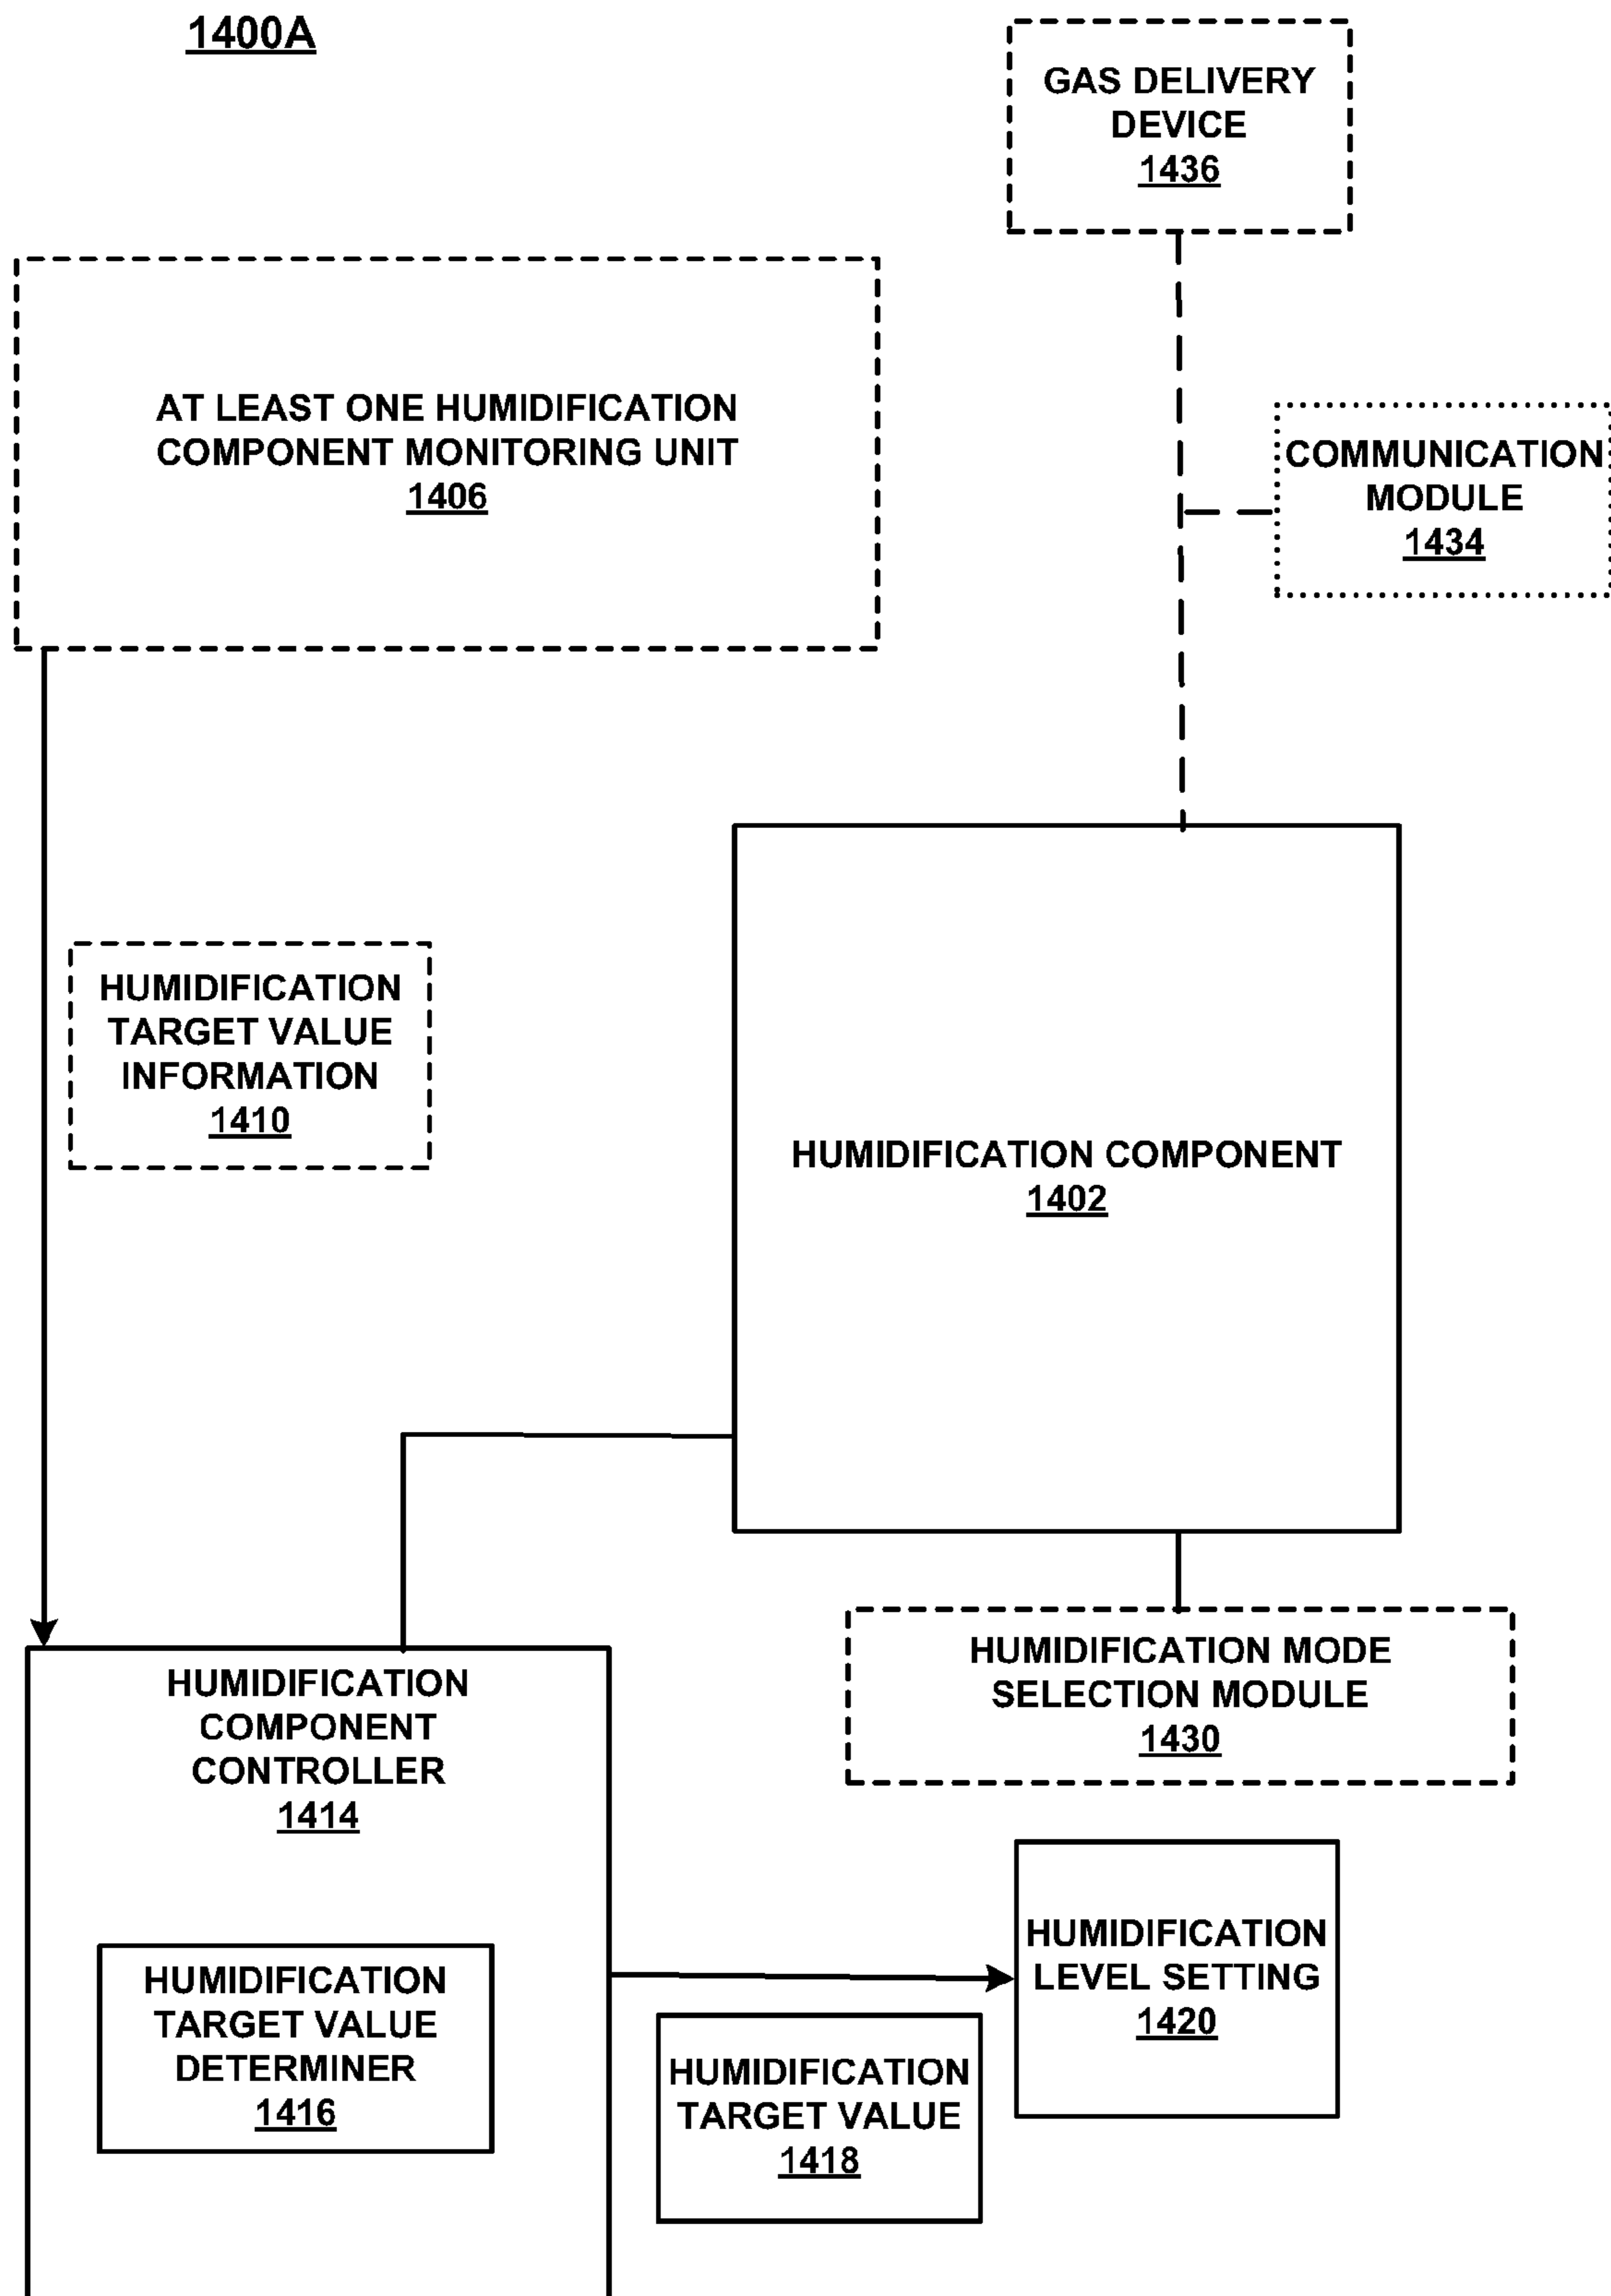 1400A
GAS DELIVERY
DEVICE
1436
AT LEAST ONE HUMIDIFICATION
COMPONENT MONITORING UNIT
1406
COMMUNICATION
MODULE
1434
HUMIDIFICATION
TARGET VALUE
INFORMATION
1410
HUMIDIFICATION COMPONENT
1402
HUMIDIFICATION MODE
SELECTION MODULE
1430
HUMIDIFICATION
COMPONENT
CONTROLLER
1414
HUMIDIFICATION
TARGET VALUE
DETERMINER
1416
HUMIDIFICATION
LEVEL SETTING
1420
HUMIDIFICATION
TARGET VALUE
1418